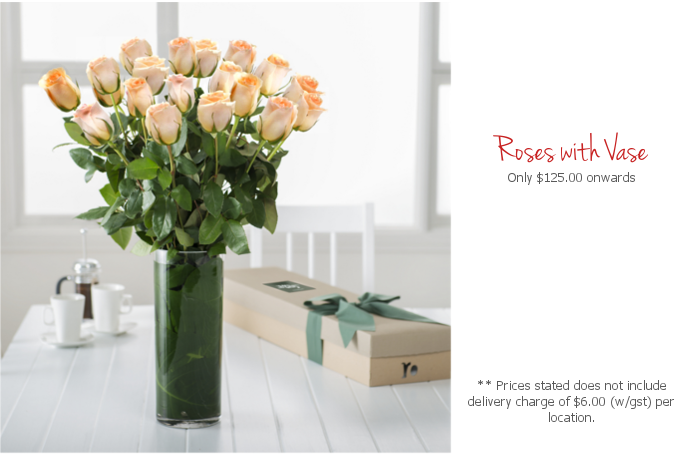 Roses with Vase
Only $125.00 onwards
** Prices stated does not include
delivery charge of $6.00 (w/gst) per
location.